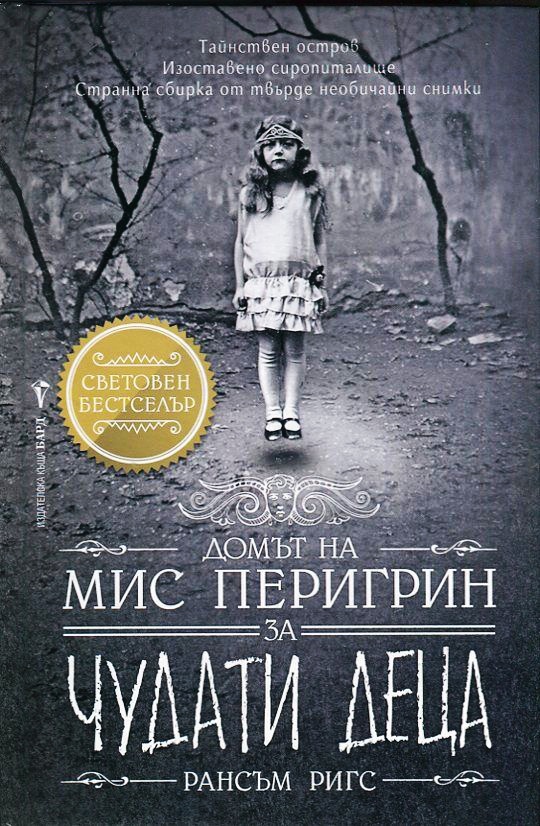 Тайнствен остров
Изоставено сиропиталище
Странна сбирка от твърде необичайни снимки
СВЕТОВЕН
БЕСТСЕЛЪР
ИЗДАТЕЛСКА КЪЩА БАРД
ДОМЪТ НА
МИС ПЕРИГРИН
ЗА
ЧУДАТИ ДЕЦА
РАНСЪМ РИГС